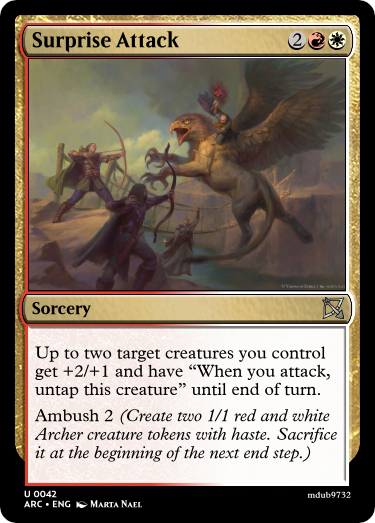 Surprise Attack 2
Sorcery
Up to two target creatures you control
get +2/+1 and have “When you attack,
untap this creature” until end of turn.
Ambush 2 (Create two 1/1 red and white
Archer creature tokens with haste. Sacrifice
it at the beginning of the next end step.)
U 0042
ARC • ENG Marta Nael
mdub9732